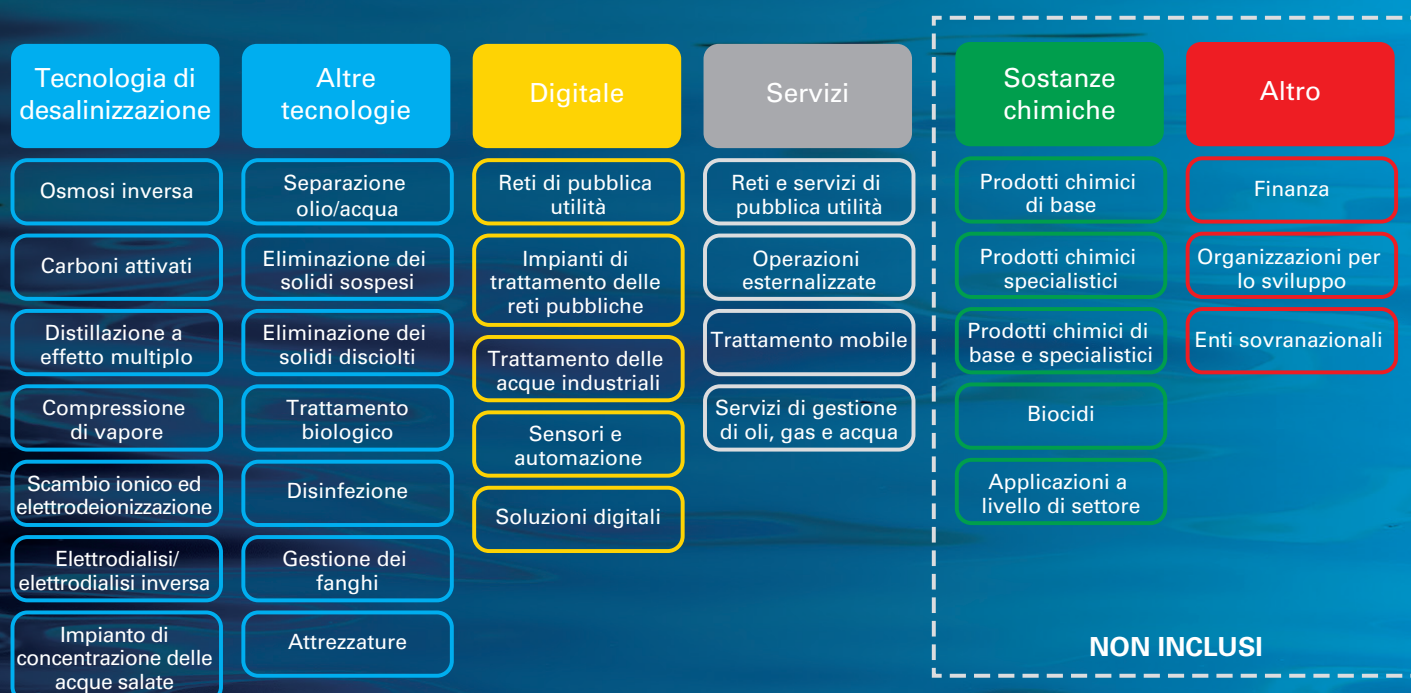 Tecnologia di
desalinizzazione
Osmosi inversa
Carboni attivati
Distillazione a
effetto multiplo
Compressione
di vapore
Scambio ionico ed
elettrodeionizzazione
Elettrodialisi/
elettrodialisi inversa
Impianto di
concentrazione delle
acque salate
Altre
tecnologie
Separazione
olio/acqua
Eliminazione dei
solidi sospesi
Eliminazione dei
solidi disciolti
Trattamento
biologico
Disinfezione
Gestione dei
fanghi
Attrezzature
Digitale
Reti di pubblica
utilità
Impianti di
trattamento delle
reti pubbliche
Trattamento delle
acque industriali
Sensori e
automazione
Soluzioni digitali
Servizi
Reti e servizi di
pubblica utilità
Operazioni
esternalizzate
Trattamento mobile
Servizi di gestione
di oli, gas e acqua
Sostanze
chimiche
Prodotti chimici
di base
Prodotti chimici
specialistici
Prodotti chimici di
base e specialistici
Biocidi
Applicazioni a
livello di settore
Altro
Finanza
Organizzazioni per
lo sviluppo
Enti sovranazionali
NON INCLUSI